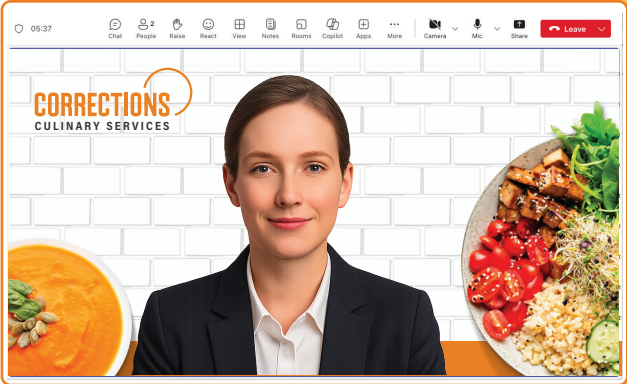 05:37
Chat
People 2
Raise
React
View
Notes
Rooms
Copilot
Apps
More
Camera
Mic
Share
Leave
CORRECTIONS
CULINARY SERVICES